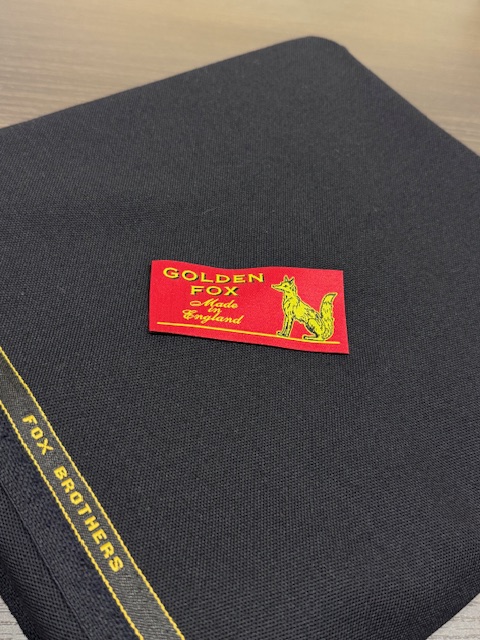 GOLDEN
FOX
Made
in
England
FOX BROTHERS